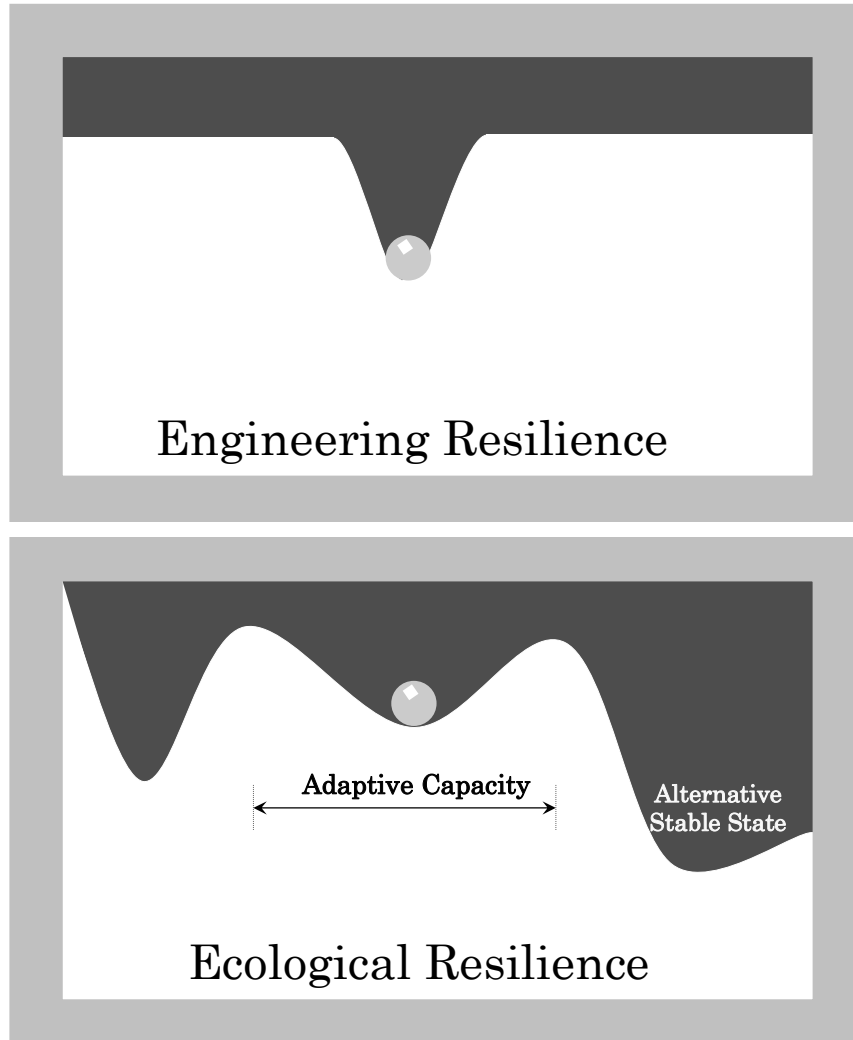 Engineering Resilience
Adaptive Capacity
Alternative
Stable State
Ecological Resilience